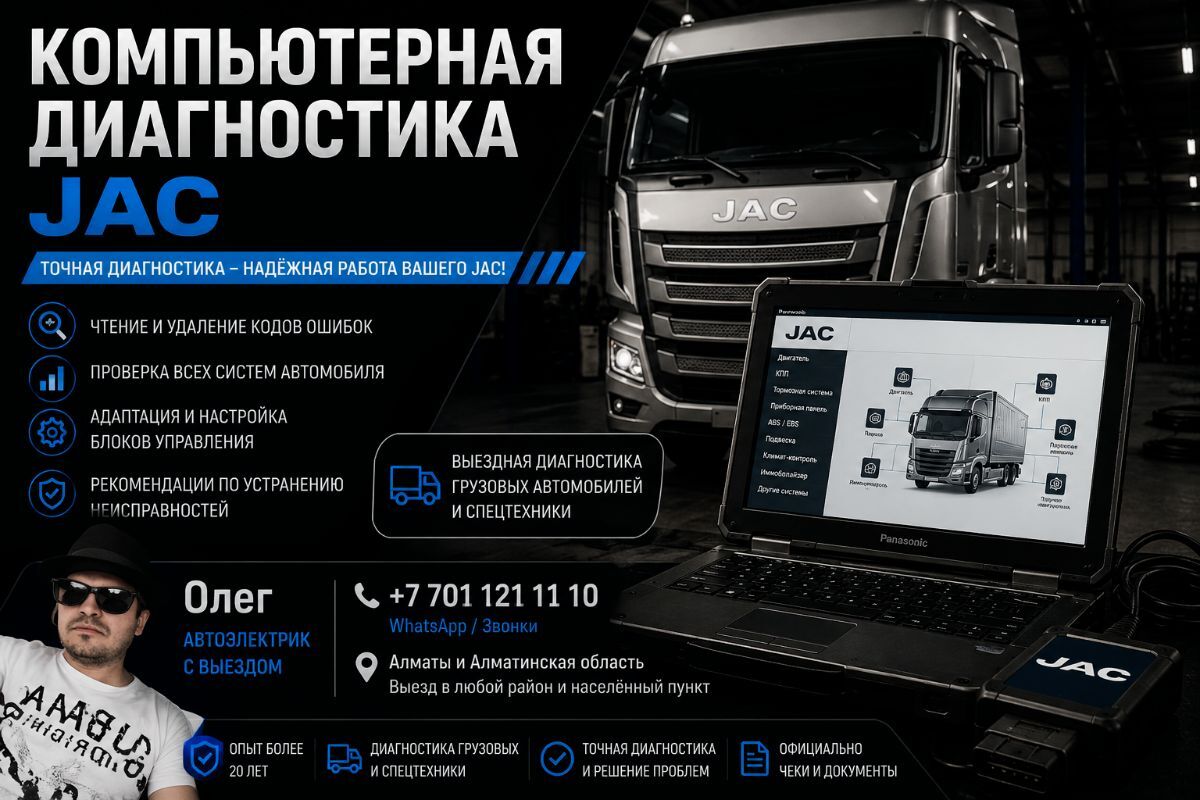 КОМПЬЮТЕРНАЯ
ДИАГНОСТИКА
JAC
ТОЧНАЯ ДИАГНОСТИКА – НАДЁЖНАЯ РАБОТА ВАШЕГО JAC!
ЧТЕНИЕ И УДАЛЕНИЕ КОДОВ ОШИБОК
ПРОВЕРКА ВСЕХ СИСТЕМ АВТОМОБИЛЯ
АДАПТАЦИЯ И НАСТРОЙКА
БЛОКОВ УПРАВЛЕНИЯ
РЕКОМЕНДАЦИИ ПО УСТРАНЕНИЮ
НЕИСПРАВНОСТЕЙ
ВЫЕЗДНАЯ ДИАГНОСТИКА
ГРУЗОВЫХ АВТОМОБИЛЕЙ
И СПЕЦТЕХНИКИ
JAC
Panasonic
JAC
Двигатель
КПП
Тормозная система
Приборная панель
ABS / EBS
Подвеска
Климат-контроль
Иммобилайзер
Другие системы
Двигатель
КПП
Panasonic
JAC
Олег
АВТОЭЛЕКТРИК
С ВЫЕЗДОМ
+7 701 121 11 10
WhatsApp / Звонки
Алматы и Алматинская область
Выезд в любой район и населённый пункт
ОПЫТ БОЛЕЕ
20 ЛЕТ
ДИАГНОСТИКА ГРУЗОВЫХ
И СПЕЦТЕХНИКИ
ТОЧНАЯ ДИАГНОСТИКА
И РЕШЕНИЕ ПРОБЛЕМ
ОФИЦИАЛЬНО
ЧЕКИ И ДОКУМЕНТЫ